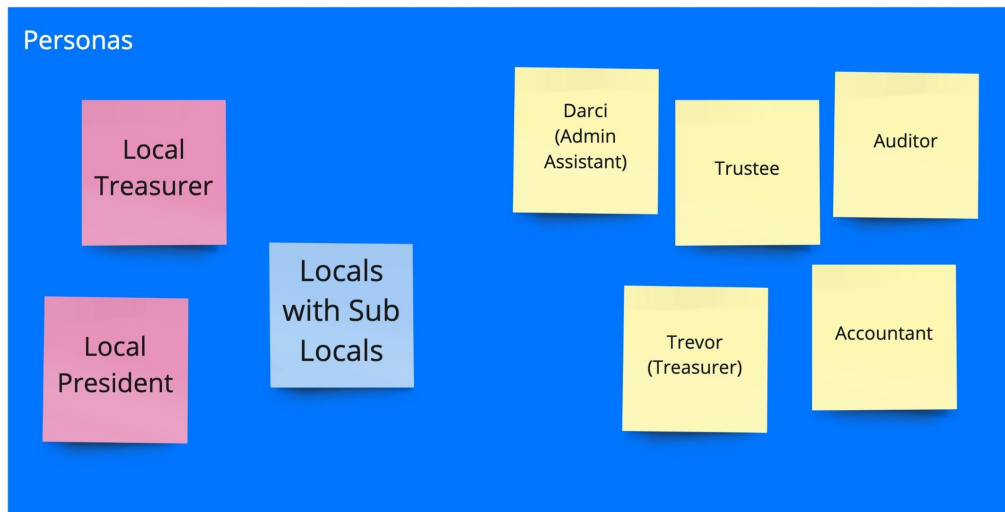 Personas
Local
Treasurer
Local
President
Locals
with Sub
Locals
Darci
(Admin
Assistant)
Trustee
Auditor
Trevor
(Treasurer)
Accountant